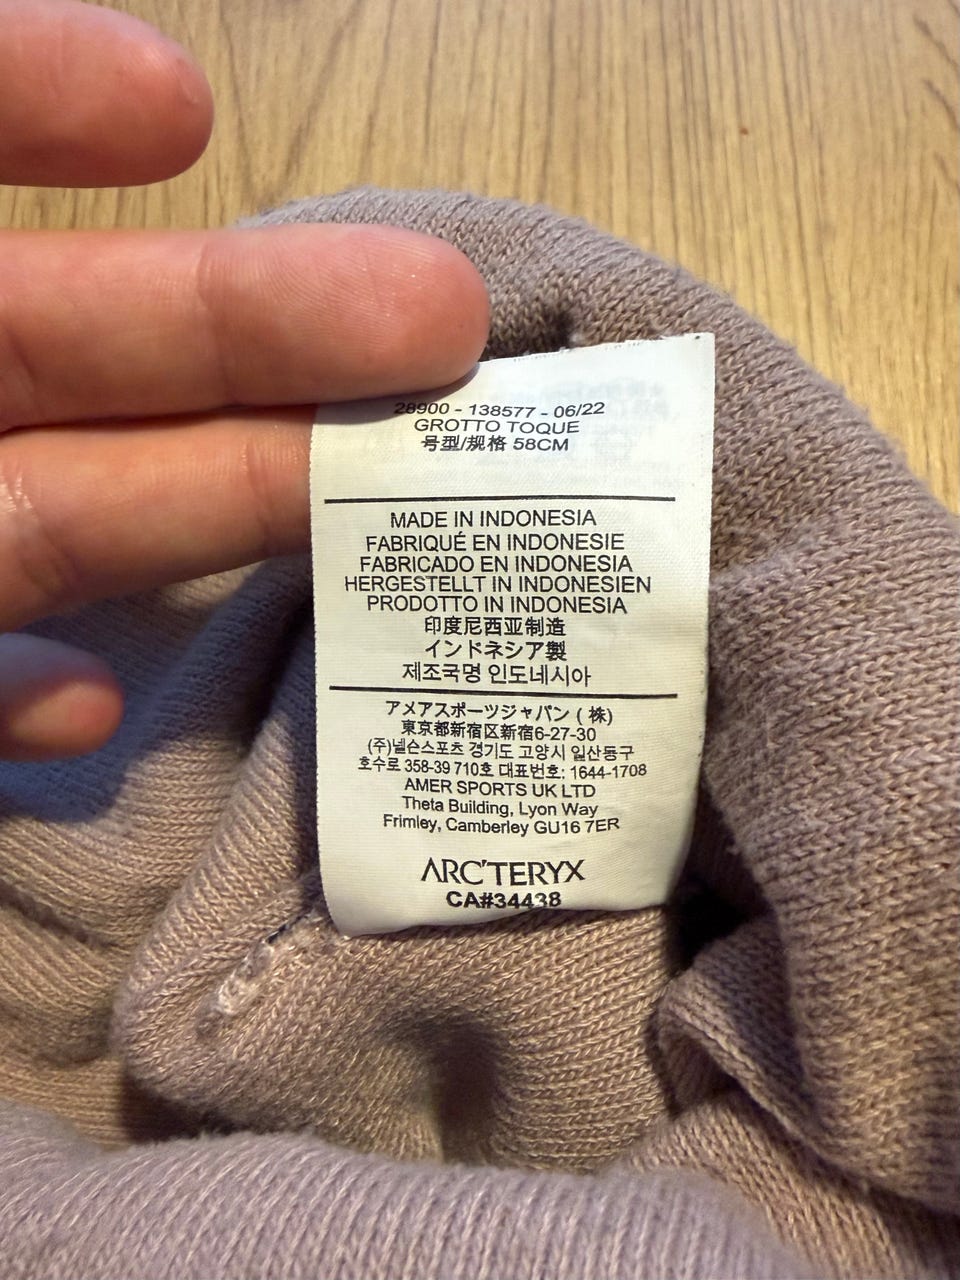 28900 - 138577 - 06/22
GROTTO TOQUE
号型/规格 58CM
MADE IN INDONESIA
FABRIQUÉ EN INDONESIE
FABRICADO EN INDONESIA
HERGESTELLT IN INDONESIEN
PRODOTTO IN INDONESIA
印度尼西亚制造
インドネシア製
제조국명 인도네시아
アメアスポーツジャパン ( 株)
東京都新宿区新宿6-27-30
(주)넬슨스포츠 경기도 고양시 일산동구
호수로 358-39 710호 대표번호: 1644-1708
AMER SPORTS UK LTD
Theta Building, Lyon Way
Frimley, Camberley GU16 7ER
ARC'TERYX
CA#34438